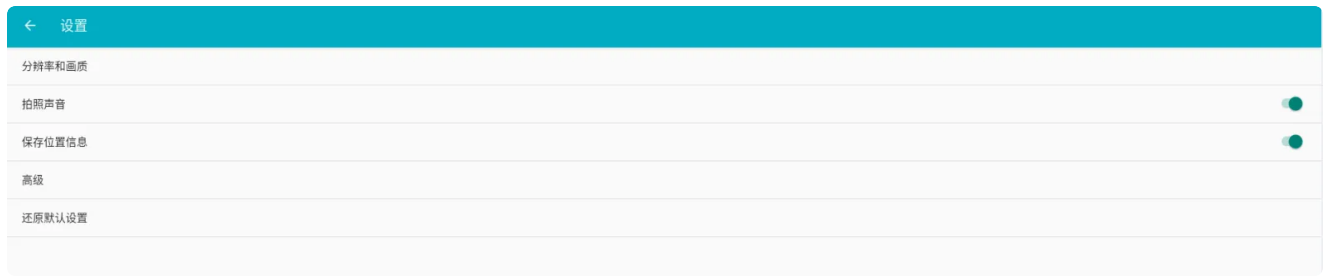 设置
分辨率和画质
拍照声音
保存位置信息
高级
还原默认设置